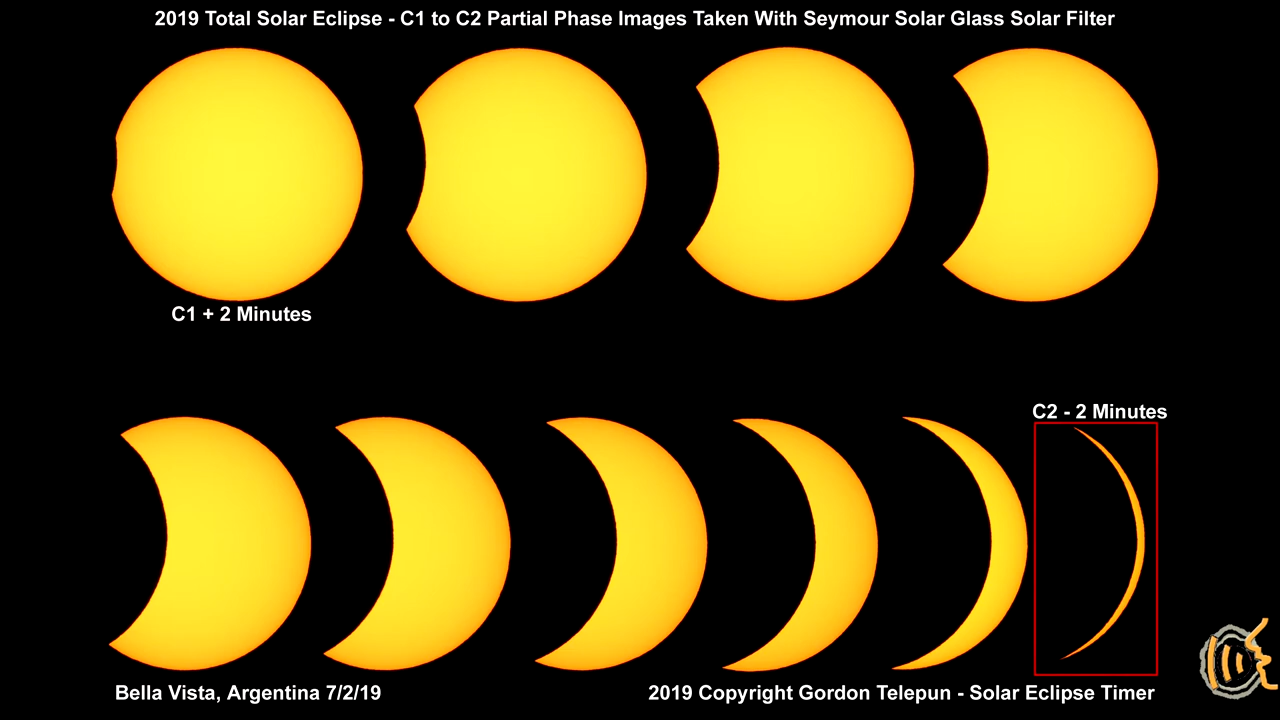 2019 Total Solar Eclipse - C1 to C2 Partial Phase Images Taken With Seymour Solar Glass Solar Filter
C1 + 2 Minutes
C2 - 2 Minutes
Bella Vista, Argentina 7/2/19
2019 Copyright Gordon Telepun - Solar Eclipse Timer